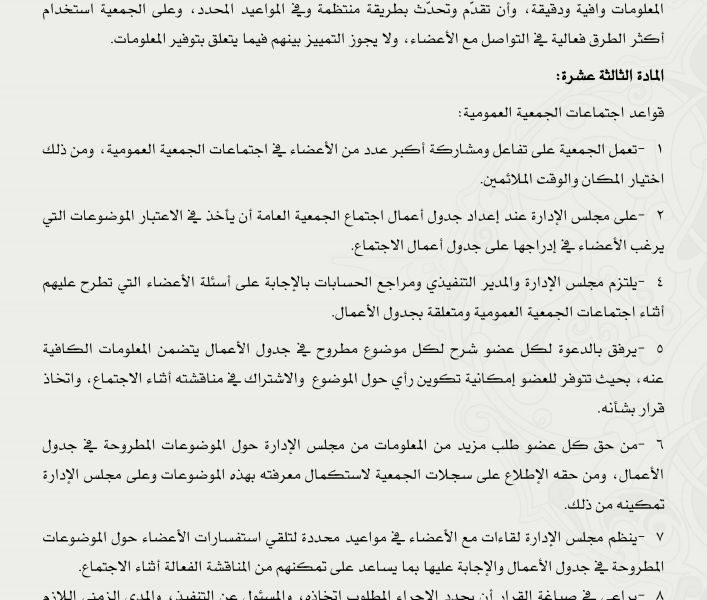 المعلومات وافية ودقيقة، وأن تقدّم وتحدّث بطريقة منتظمة وفي المواعيد المحدد، وعلى الجمعية استخدام
أكثر الطرق فعالية في التواصل مع الأعضاء، ولا يجوز التمييز بينهم فيما يتعلق بتوفير المعلومات.
المادة الثالثة عشرة:
قواعد اجتماعات الجمعية العمومية:
١ -تعمل الجمعية على تفاعل ومشاركة أكبر عدد من الأعضاء في اجتماعات الجمعية العمومية، ومن ذلك
اختيار المكان والوقت الملائمين.
٢ -على مجلس الإدارة عند إعداد جدول أعمال اجتماع الجمعية العامة أن يأخذ في الاعتبار الموضوعات التي
يرغب الأعضاء في إدراجها على جدول أعمال الاجتماع.
٤ -يلتزم مجلس الإدارة والمدير التنفيذي ومراجع الحسابات بالإجابة على أسئلة الأعضاء التي تطرح عليهم
أثناء اجتماعات الجمعية العمومية ومتعلقة بجدول الأعمال.
٥ -يرفق بالدعوة لكل عضو شرح لكل موضوع مطروح في جدول الأعمال يتضمن المعلومات الكافية
عنه، بحيث تتوفر للعضو إمكانية تكوين رأي حول الموضوع والاشتراك في مناقشته أثناء الاجتماع، واتخاذ
قرار بشأنه.
٦ -من حق كل عضو طلب مزيد من المعلومات من مجلس الإدارة حول الموضوعات المطروحة في جدول
الأعمال، ومن حقه الإطلاع على سجلات الجمعية لاستكمال معرفته بهذه الموضوعات وعلى مجلس الإدارة
تمكينه من ذلك.
٧ -ينظم مجلس الإدارة لقاءات مع الأعضاء في مواعيد محددة لتلقي استفسارات الأعضاء حول الموضوعات
المطروحة في جدول الأعمال والإجابة عليها بما يساعد على تمكنهم من المناقشة الفعالة أثناء الاجتماع.
٨ -يراعى في صياغة القرار أن يحدد الإجراء المطلوب اتخاذه، والمسئول عن التنفيذ، والمدى الزمني اللازم